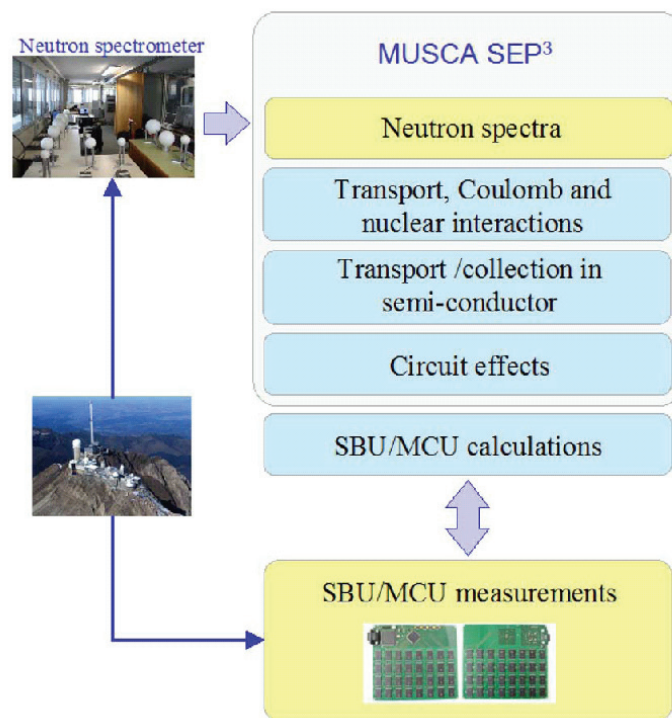 Neutron spectrometer
MUSCA SEP³
Neutron spectra
Transport, Coulomb and
nuclear interactions
Transport /collection in
semi-conductor
Circuit effects
SBU/MCU calculations
SBU/MCU measurements